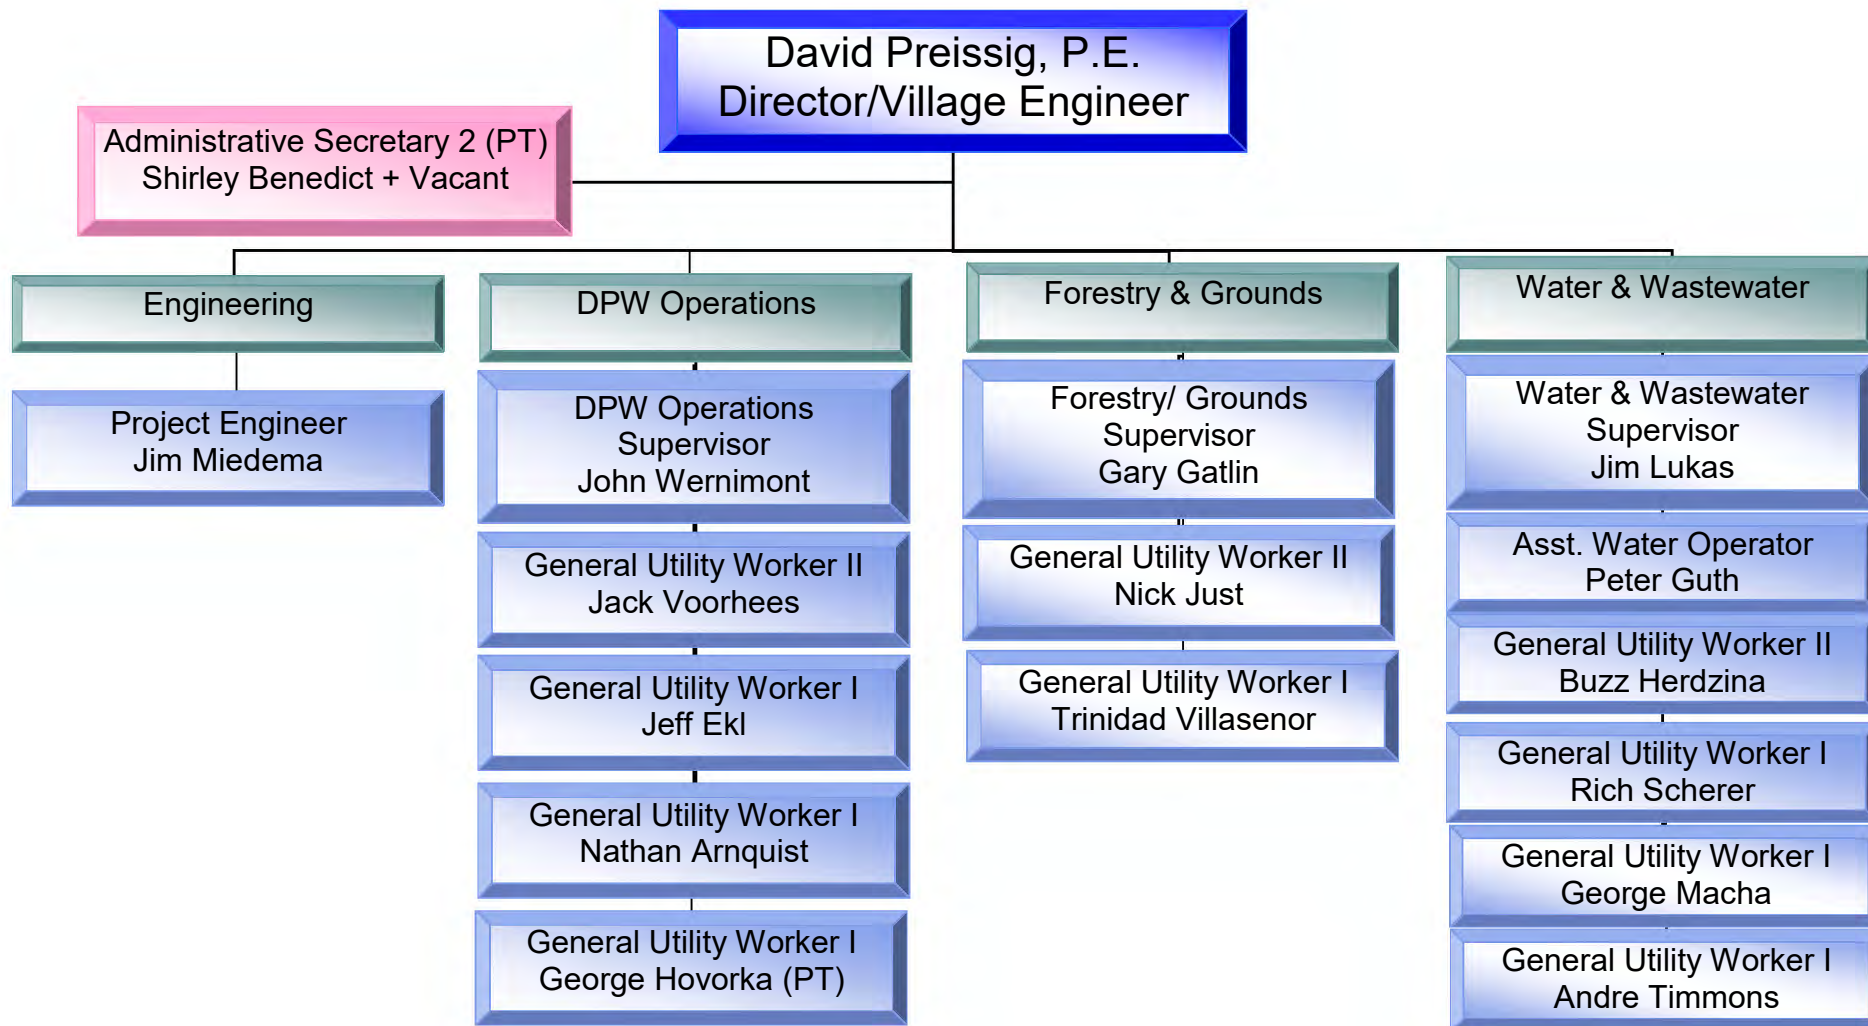 David Preissig, P.E.
Director/Village Engineer
Administrative Secretary 2 (PT)
Shirley Benedict + Vacant
Engineering
Project Engineer
Jim Miedema
DPW Operations
DPW Operations
Supervisor
John Wernimont
General Utility Worker II
Jack Voorhees
General Utility Worker I
Jeff Ekl
General Utility Worker I
Nathan Arnquist
General Utility Worker I
George Hovorka (PT)
Forestry & Grounds
Forestry/ Grounds
Supervisor
Gary Gatlin
General Utility Worker II
Nick Just
General Utility Worker I
Trinidad Villasenor
Water & Wastewater
Water & Wastewater
Supervisor
Jim Lukas
Asst. Water Operator
Peter Guth
General Utility Worker II
Buzz Herdzina
General Utility Worker I
Rich Scherer
General Utility Worker I
George Macha
General Utility Worker I
Andre Timmons